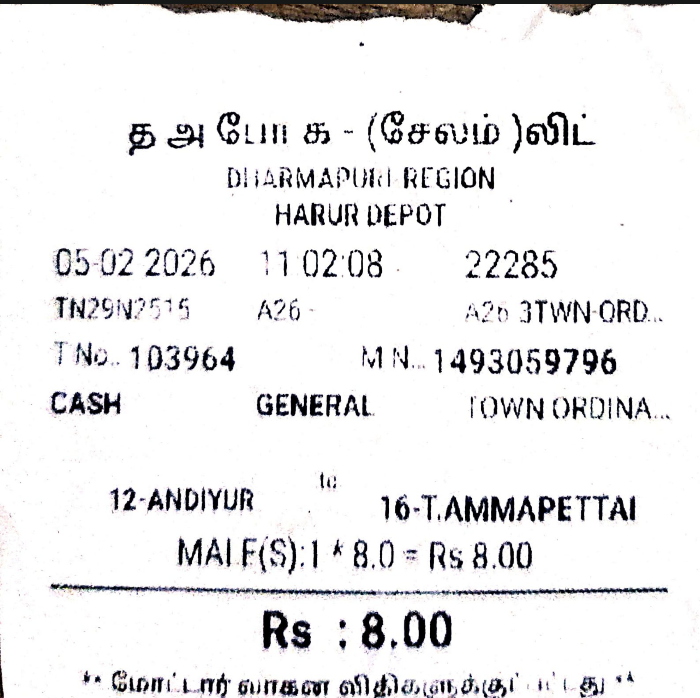 த அ போ க - (சேலம் )லிட்
DHARMAPURI REGION
HARUR DEPOT
05-02 2026 11:02:08 22285
TN29N2515 A26- A26 3TWN-ORD...
T No.. 103964 M N... 1493059796
CASH GENERAL TOWN ORDINA...
to
12-ANDIYUR 16-T.AMMAPETTAI
MALE(S):1 * 8.0 = Rs 8.00
Rs : 8.00
** மோட்டார் வாகன விதிகளுக்குட்பட்டது **